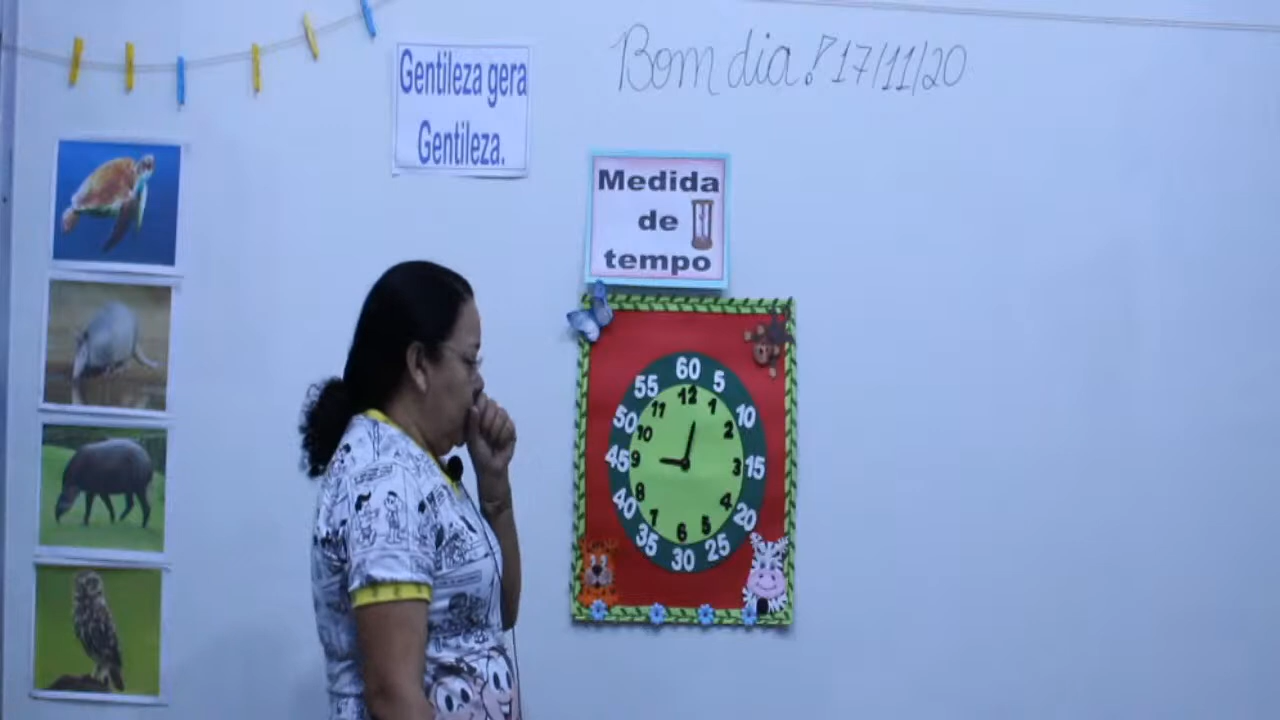 Bom dia! 17/11/20
Gentileza gera
Gentileza.
Medida
de
tempo
60 5 10 15 20 25 30 35 40 45 50 55
12 1 2 3 4 5 6 7 8 9 10 11